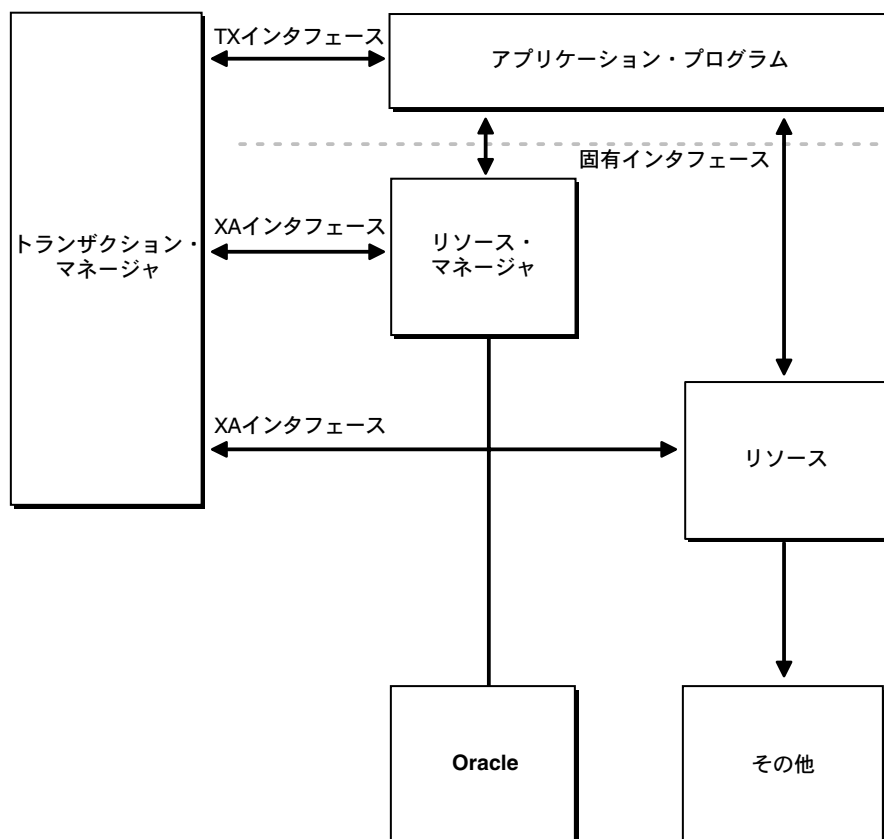 TXインタフェース
アプリケーション・プログラム
固有インタフェース
XAインタフェース
トランザクション・
マネージャ
リソース・
マネージャ
XAインタフェース
リソース
Oracle
その他